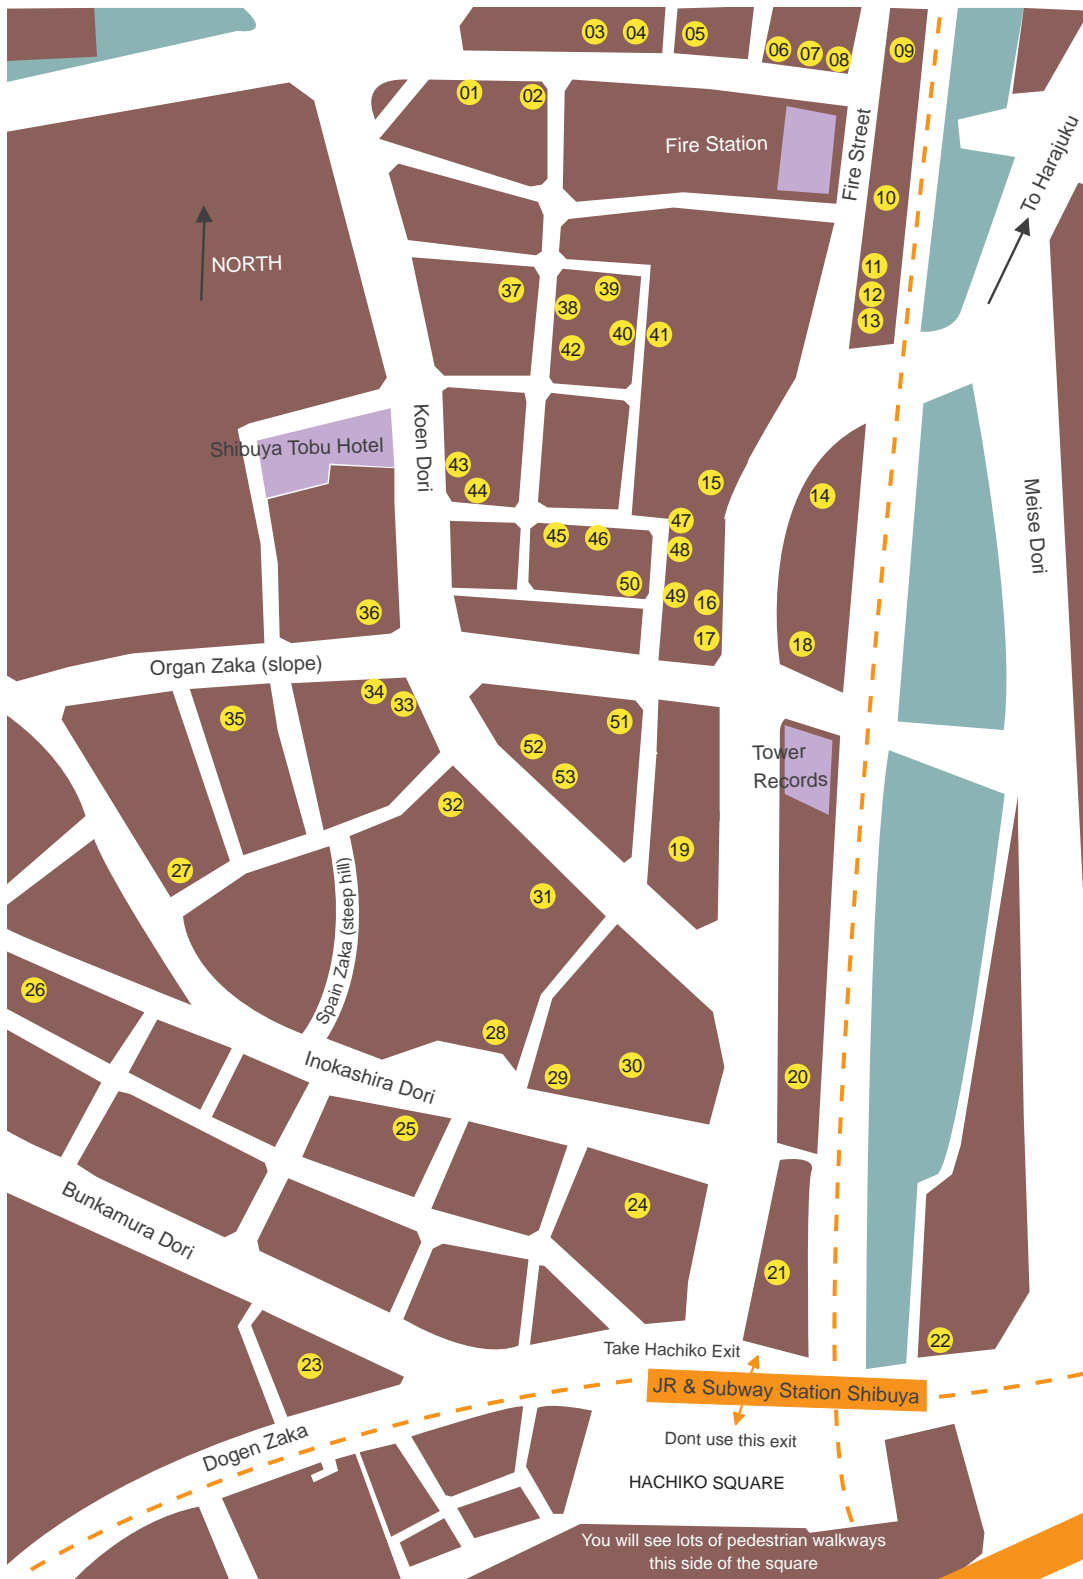 03
04
05
06
07
08
09
01
02
Fire Station
Fire Street
To Harajuku
10
NORTH
11
12
13
37
39
38
40
41
42
Koen Dori
Shibuya Tobu Hotel
43
44
15
14
Meise Dori
47
45
46
48
50
49
16
36
17
18
Organ Zaka (slope)
34
33
35
51
52
53
Tower
Records
32
19
27
31
Spain Zaka (steep hill)
26
28
29
30
20
Inokashira Dori
25
24
Bunkamura Dori
21
22
23
Take Hachiko Exit
JR & Subway Station Shibuya
Dogen Zaka
Dont use this exit
HACHIKO SQUARE
You will see lots of pedestrian walkways
this side of the square